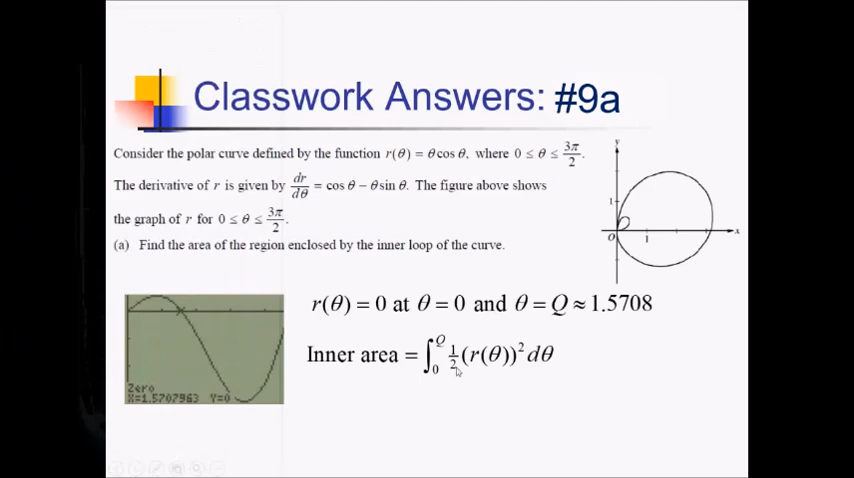 Classwork Answers: #9a
Consider the polar curve defined by the function r(θ) = θcos θ, where 0 ≤ θ ≤ 3π/2.
The derivative of r is given by dr/dθ = cos θ − θ sin θ. The figure above shows
the graph of r for 0 ≤ θ ≤ 3π/2.
(a) Find the area of the region enclosed by the inner loop of the curve.
y
1
O
1
x
r(θ) = 0 at θ = 0 and θ = Q ≈ 1.5708
Inner area = ∫₀^Q ½(r(θ))² dθ
Zero
X=1.5707963 Y=0